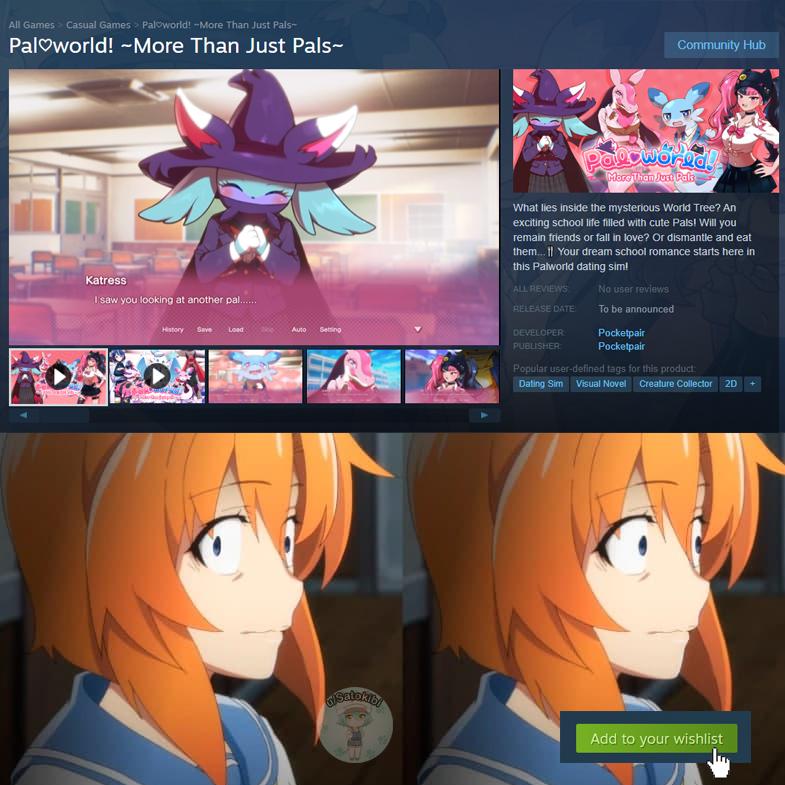 All Games > Casual Games > Pal♡world! ~More Than Just Pals~
Pal♡world! ~More Than Just Pals~
Community Hub
Katress
I saw you looking at another pal......
History Save Load Skip Auto Setting
Pal♥world!
More Than Just Pals
What lies inside the mysterious World Tree? An
exciting school life filled with cute Pals! Will you
remain friends or fall in love? Or dismantle and eat
them...🍴 Your dream school romance starts here in
this Palworld dating sim!
ALL REVIEWS: No user reviews
RELEASE DATE: To be announced
DEVELOPER: Pocketpair
PUBLISHER: Pocketpair
Popular user-defined tags for this product:
Dating Sim Visual Novel Creature Collector 2D +
u/Satokibi
Add to your wishlist